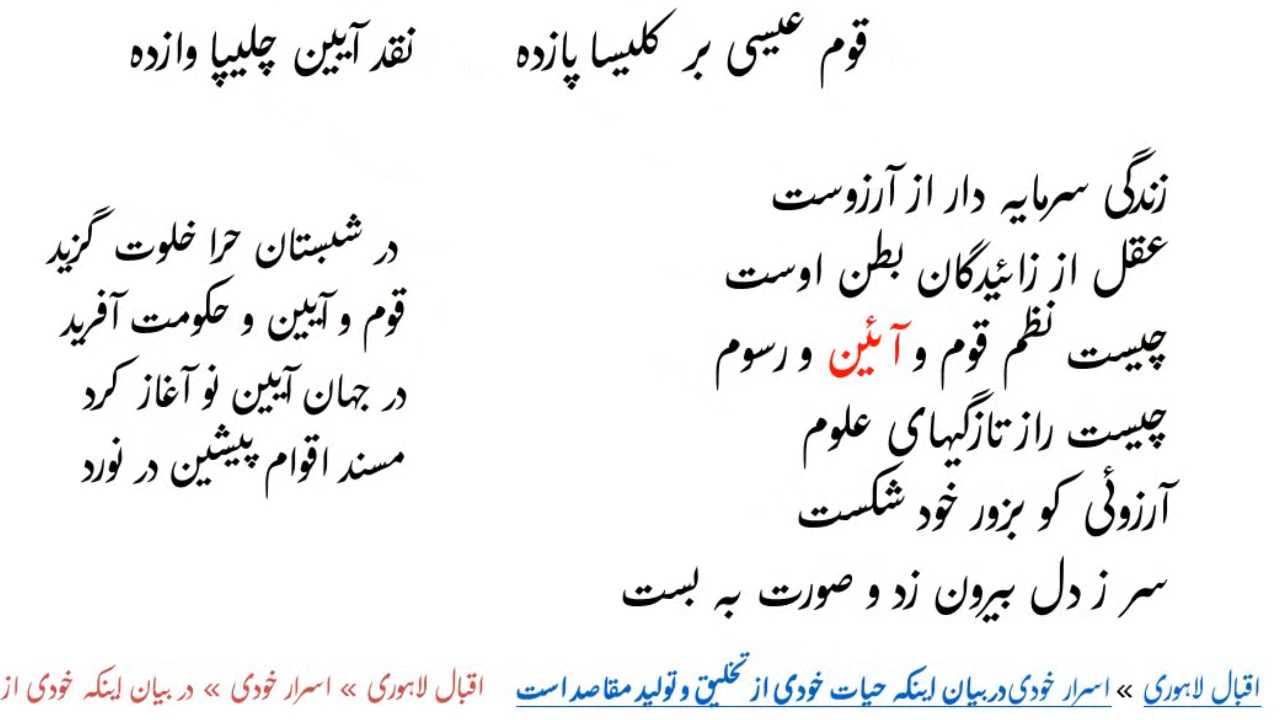 قوم عیسی بر کلیسا پازده    نقد آیین چلیپا وازده
زندگی سرمایه دار از آرزوست
عقل از زائیدگان بطن اوست
چیست نظم قوم و آئین و رسوم
چیست راز تازگیهای علوم
آرزوئی کو بزور خود شکست
سر ز دل بیرون زد و صورت به بست
در شبستان حرا خلوت گزید
قوم و آیین و حکومت آفرید
در جهان آیین نو آغاز کرد
مسند اقوام پیشین در نورد
اقبال لاهوری » اسرار خودی در بیان اینکه حیات خودی از تخلیق و تولید مقاصد است
اقبال لاهوری » اسرار خودی » در بیان اینکه خودی از